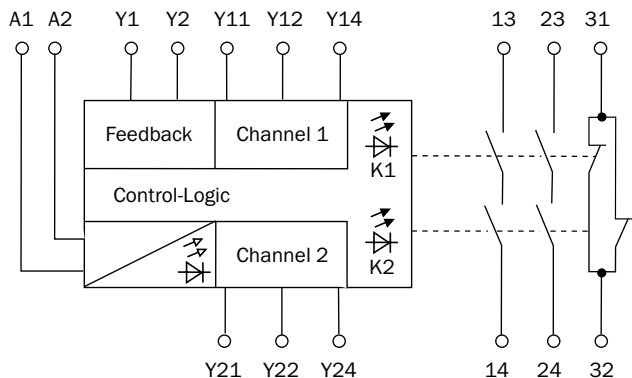 A1 A2 Y1 Y2 Y11 Y12 Y14 13 23 31
Feedback Channel 1
K1
Control-Logic
Channel 2 K2
Y21 Y22 Y24 14 24 32